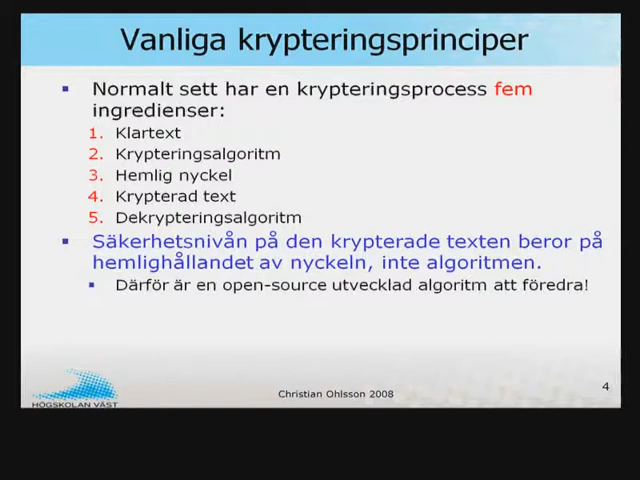 Vanliga krypteringsprinciper
Normalt sett har en krypteringsprocess fem
ingredienser:
1. Klartext
2. Krypteringsalgoritm
3. Hemlig nyckel
4. Krypterad text
5. Dekrypteringsalgoritm
Säkerhetsnivån på den krypterade texten beror på
hemlighållandet av nyckeln, inte algoritmen.
Därför är en open-source utvecklad algoritm att föredra!
4
Christian Ohlsson 2008
HÖGSKOLAN VÄST